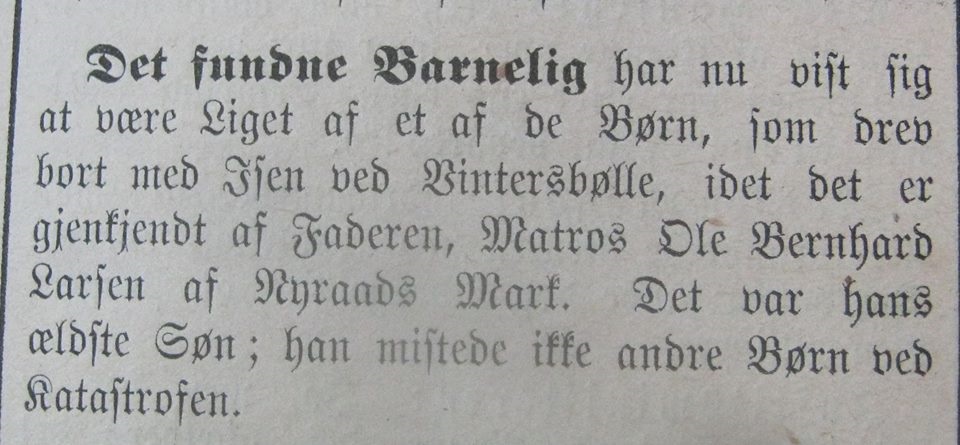 Det fundne Barnelig har nu vist sig
at være Liget af et af de Børn, som drev
bort med Isen ved Vintersbølle, idet det er
gjenkjendt af Faderen, Matros Ole Bernhard
Larsen af Nyraads Mark. Det var hans
ældste Søn; han mistede ikke andre Børn ved
Katastrofen.